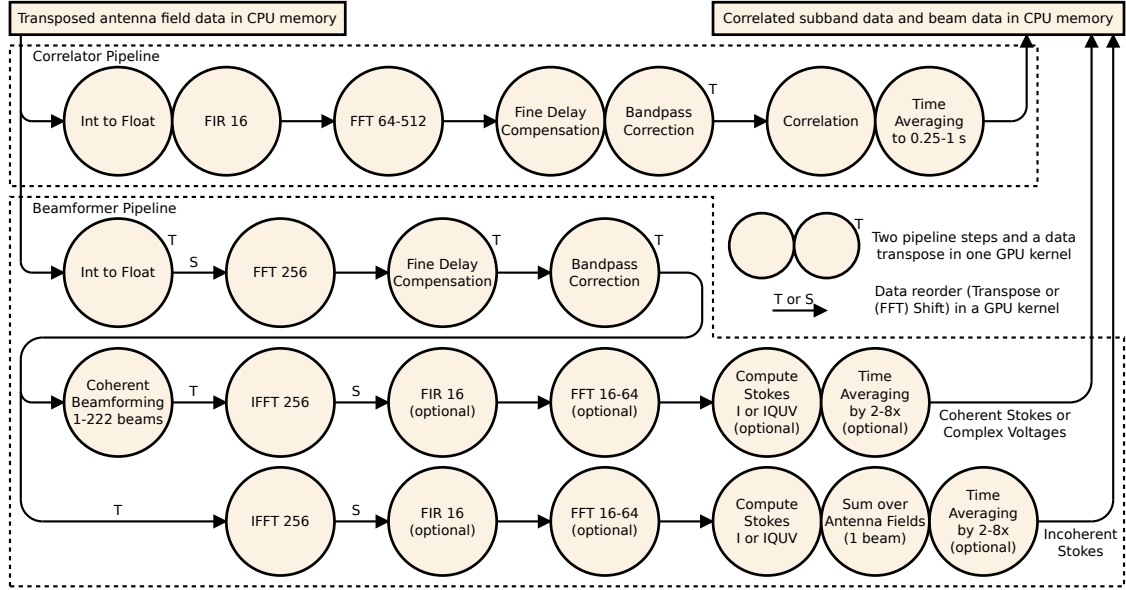 Transposed antenna field data in CPU memory
Correlated subband data and beam data in CPU memory
Correlator Pipeline
Int to Float
FIR 16
FFT 64-512
Fine Delay
Compensation
Bandpass
Correction
T
Correlation
Time
Averaging
to 0.25-1 s
Beamformer Pipeline
Int to Float
T
S
FFT 256
Fine Delay
Compensation
T
Bandpass
Correction
T
T
Two pipeline steps and a data
transpose in one GPU kernel
T or S
Data reorder (Transpose or
(FFT) Shift) in a GPU kernel
Coherent
Beamforming
1-222 beams
T
IFFT 256
S
FIR 16
(optional)
FFT 16-64
(optional)
Compute
Stokes
I or IQUV
(optional)
Time
Averaging
by 2-8x
(optional)
Coherent Stokes or
Complex Voltages
T
IFFT 256
S
FIR 16
(optional)
FFT 16-64
(optional)
Compute
Stokes
I or IQUV
Sum over
Antenna Fields
(1 beam)
Time
Averaging
by 2-8x
(optional)
Incoherent
Stokes